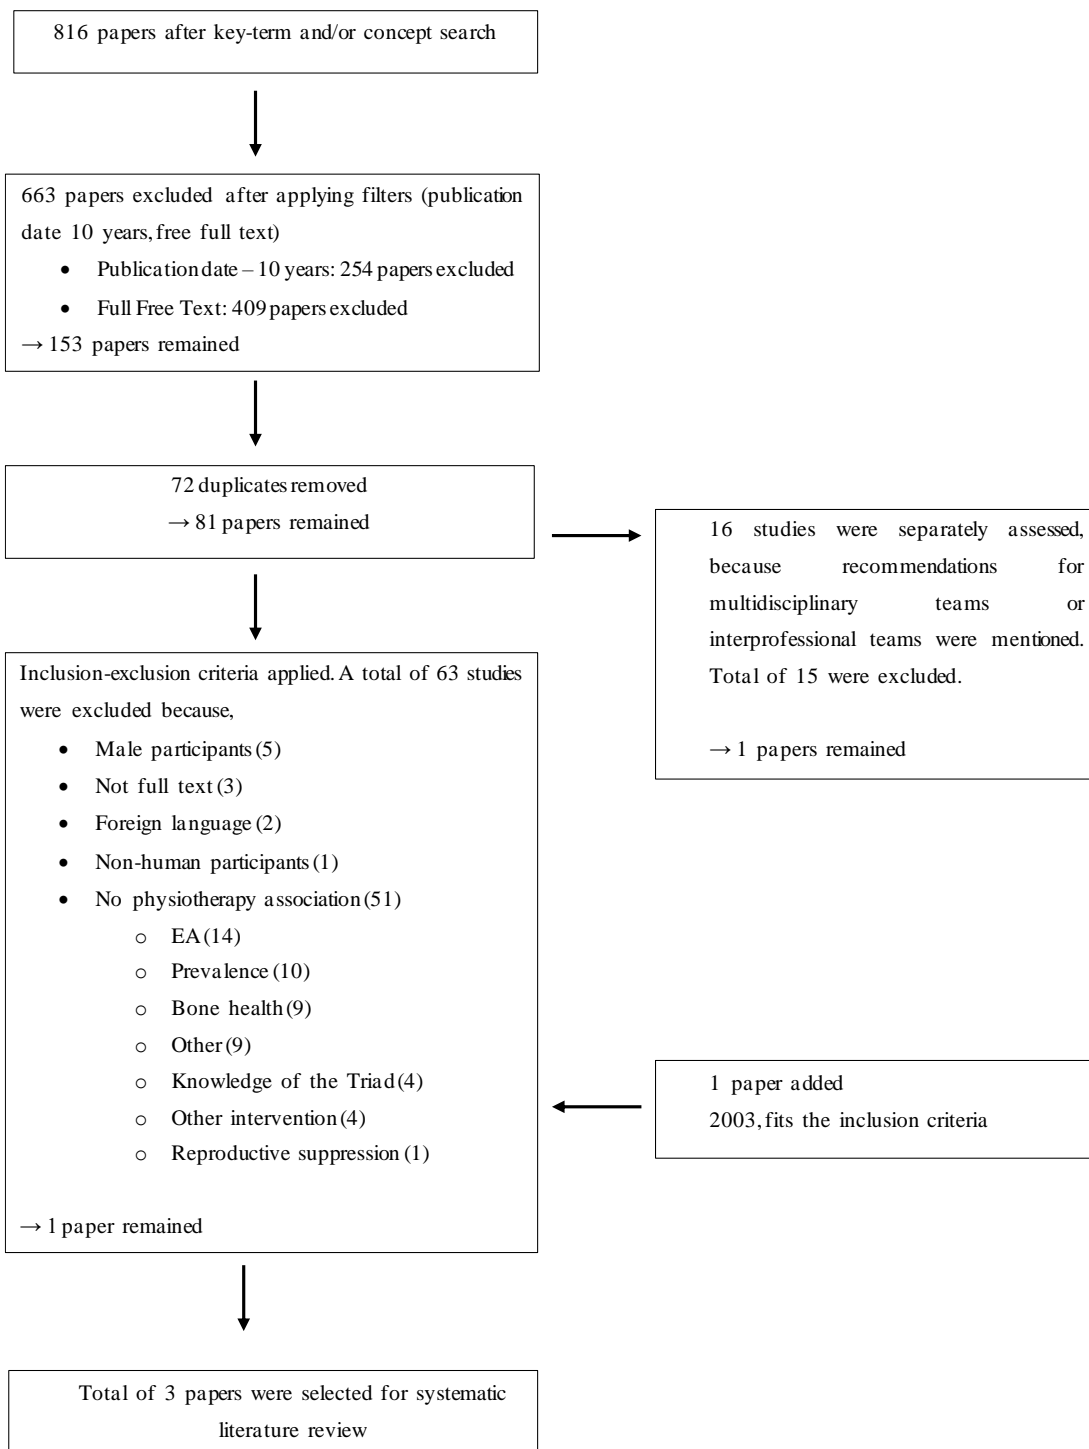 816 papers after key-term and/or concept search
663 papers excluded after applying filters (publication
date 10 years, free full text)
• Publication date – 10 years: 254 papers excluded
• Full Free Text: 409 papers excluded
→ 153 papers remained
72 duplicates removed
→ 81 papers remained
16 studies were separately assessed,
because recommendations for
multidisciplinary teams or
interprofessional teams were mentioned.
Total of 15 were excluded.
→ 1 papers remained
Inclusion-exclusion criteria applied. A total of 63 studies
were excluded because,
• Male participants (5)
• Not full text (3)
• Foreign language (2)
• Non-human participants (1)
• No physiotherapy association (51)
o EA (14)
o Prevalence (10)
o Bone health (9)
o Other (9)
o Knowledge of the Triad (4)
o Other intervention (4)
o Reproductive suppression (1)
→ 1 paper remained
1 paper added
2003, fits the inclusion criteria
Total of 3 papers were selected for systematic
literature review